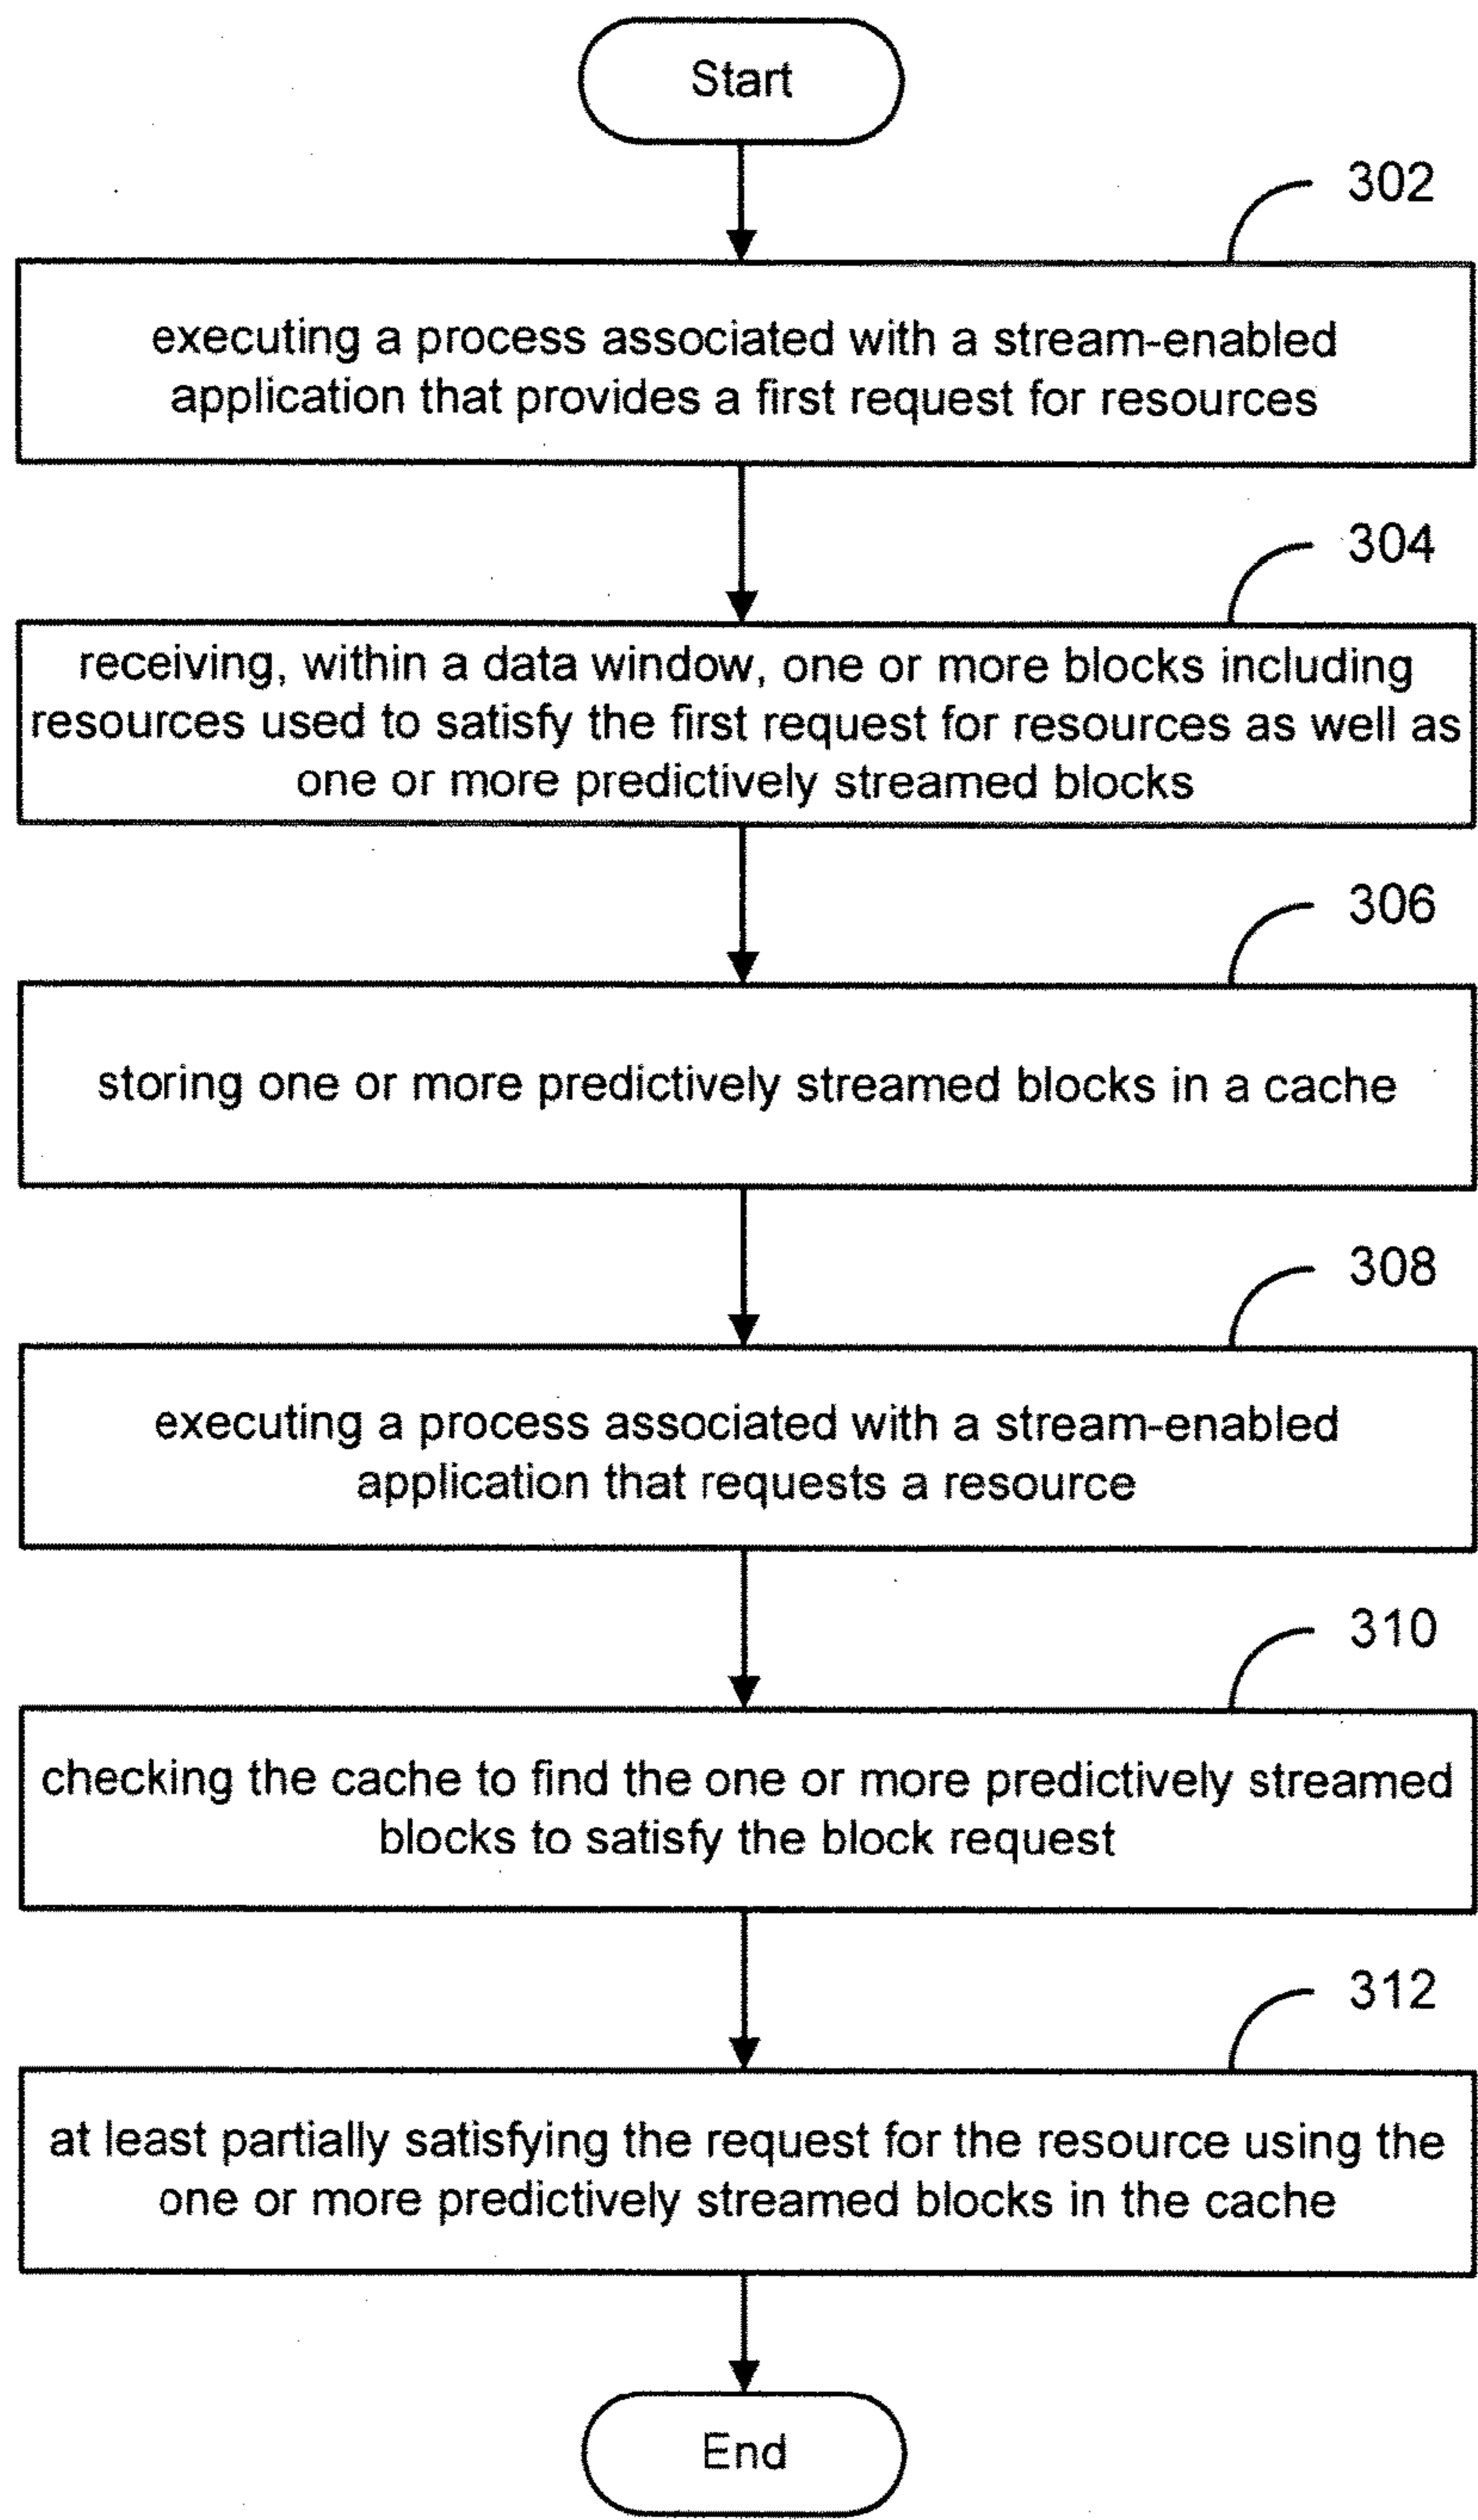 Start
302
executing a process associated with a stream-enabled
application that provides a first request for resources
304
receiving, within a data window, one or more blocks including
resources used to satisfy the first request for resources as well as
one or more predictively streamed blocks
306
storing one or more predictively streamed blocks in a cache
308
executing a process associated with a stream-enabled
application that requests a resource
310
checking the cache to find the one or more predictively streamed
blocks to satisfy the block request
312
at least partially satisfying the request for the resource using the
one or more predictively streamed blocks in the cache
End